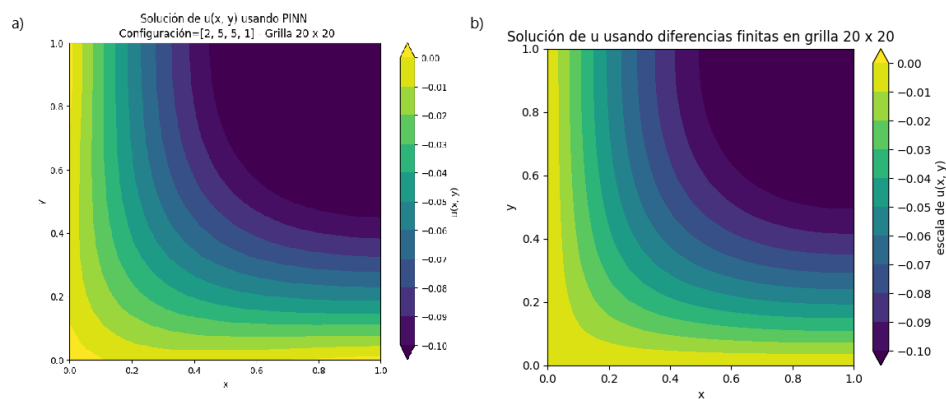 a)
Solución de u(x, y) usando PINN
Configuración=[2, 5, 5, 1] - Grilla 20 x 20
1.0
0.8
0.6
0.4
0.2
0.0
y
0.0 0.2 0.4 0.6 0.8 1.0
x
0.00
−0.01
−0.02
−0.03
−0.04
−0.05
−0.06
−0.07
−0.08
−0.09
−0.10
u(x, y)
b)
Solución de u usando diferencias finitas en grilla 20 x 20
1.0
0.8
0.6
0.4
0.2
0.0
y
0.0 0.2 0.4 0.6 0.8 1.0
x
0.00
−0.01
−0.02
−0.03
−0.04
−0.05
−0.06
−0.07
−0.08
−0.09
−0.10
escala de u(x, y)